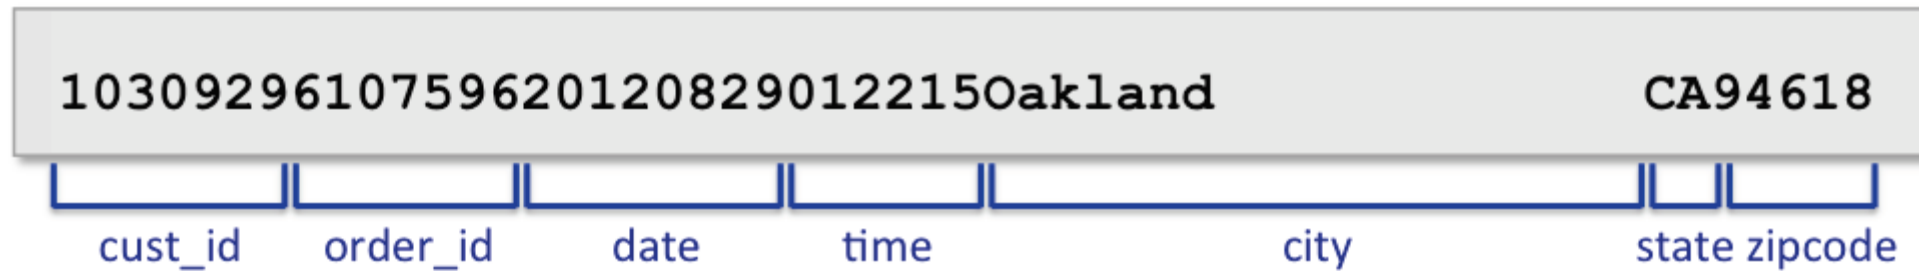 1030929610759620120829012215Oakland             CA94618
cust_id order_id date time city state zipcode